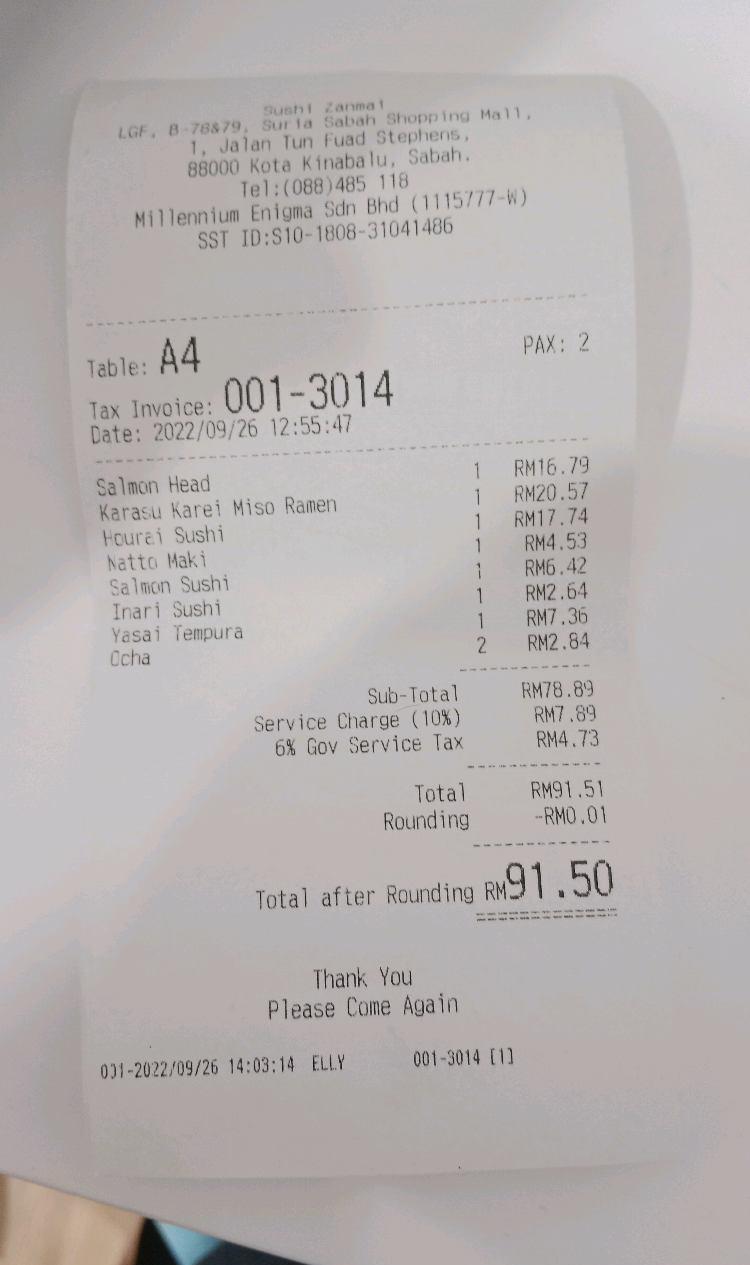 Sushi Zanmai
LGF, B-78&79, Suria Sabah Shopping Mall,
1, Jalan Tun Fuad Stephens,
88000 Kota Kinabalu, Sabah.
Tel:(088)485 118
Millennium Enigma Sdn Bhd (1115777-W)
SST ID:S10-1808-31041486
Table: A4 PAX: 2
Tax Invoice: 001-3014
Date: 2022/09/26 12:55:47
Salmon Head 1 RM16.79
Karasu Karei Miso Ramen 1 RM20.57
Hourai Sushi 1 RM17.74
Natto Maki 1 RM4.53
Salmon Sushi 1 RM6.42
Inari Sushi 1 RM2.64
Yasai Tempura 1 RM7.36
Ocha 2 RM2.84
Sub-Total RM78.89
Service Charge (10%) RM7.89
6% Gov Service Tax RM4.73
Total RM91.51
Rounding -RM0.01
Total after Rounding RM91.50
Thank You
Please Come Again
001-2022/09/26 14:03:14 ELLY 001-3014 [1]